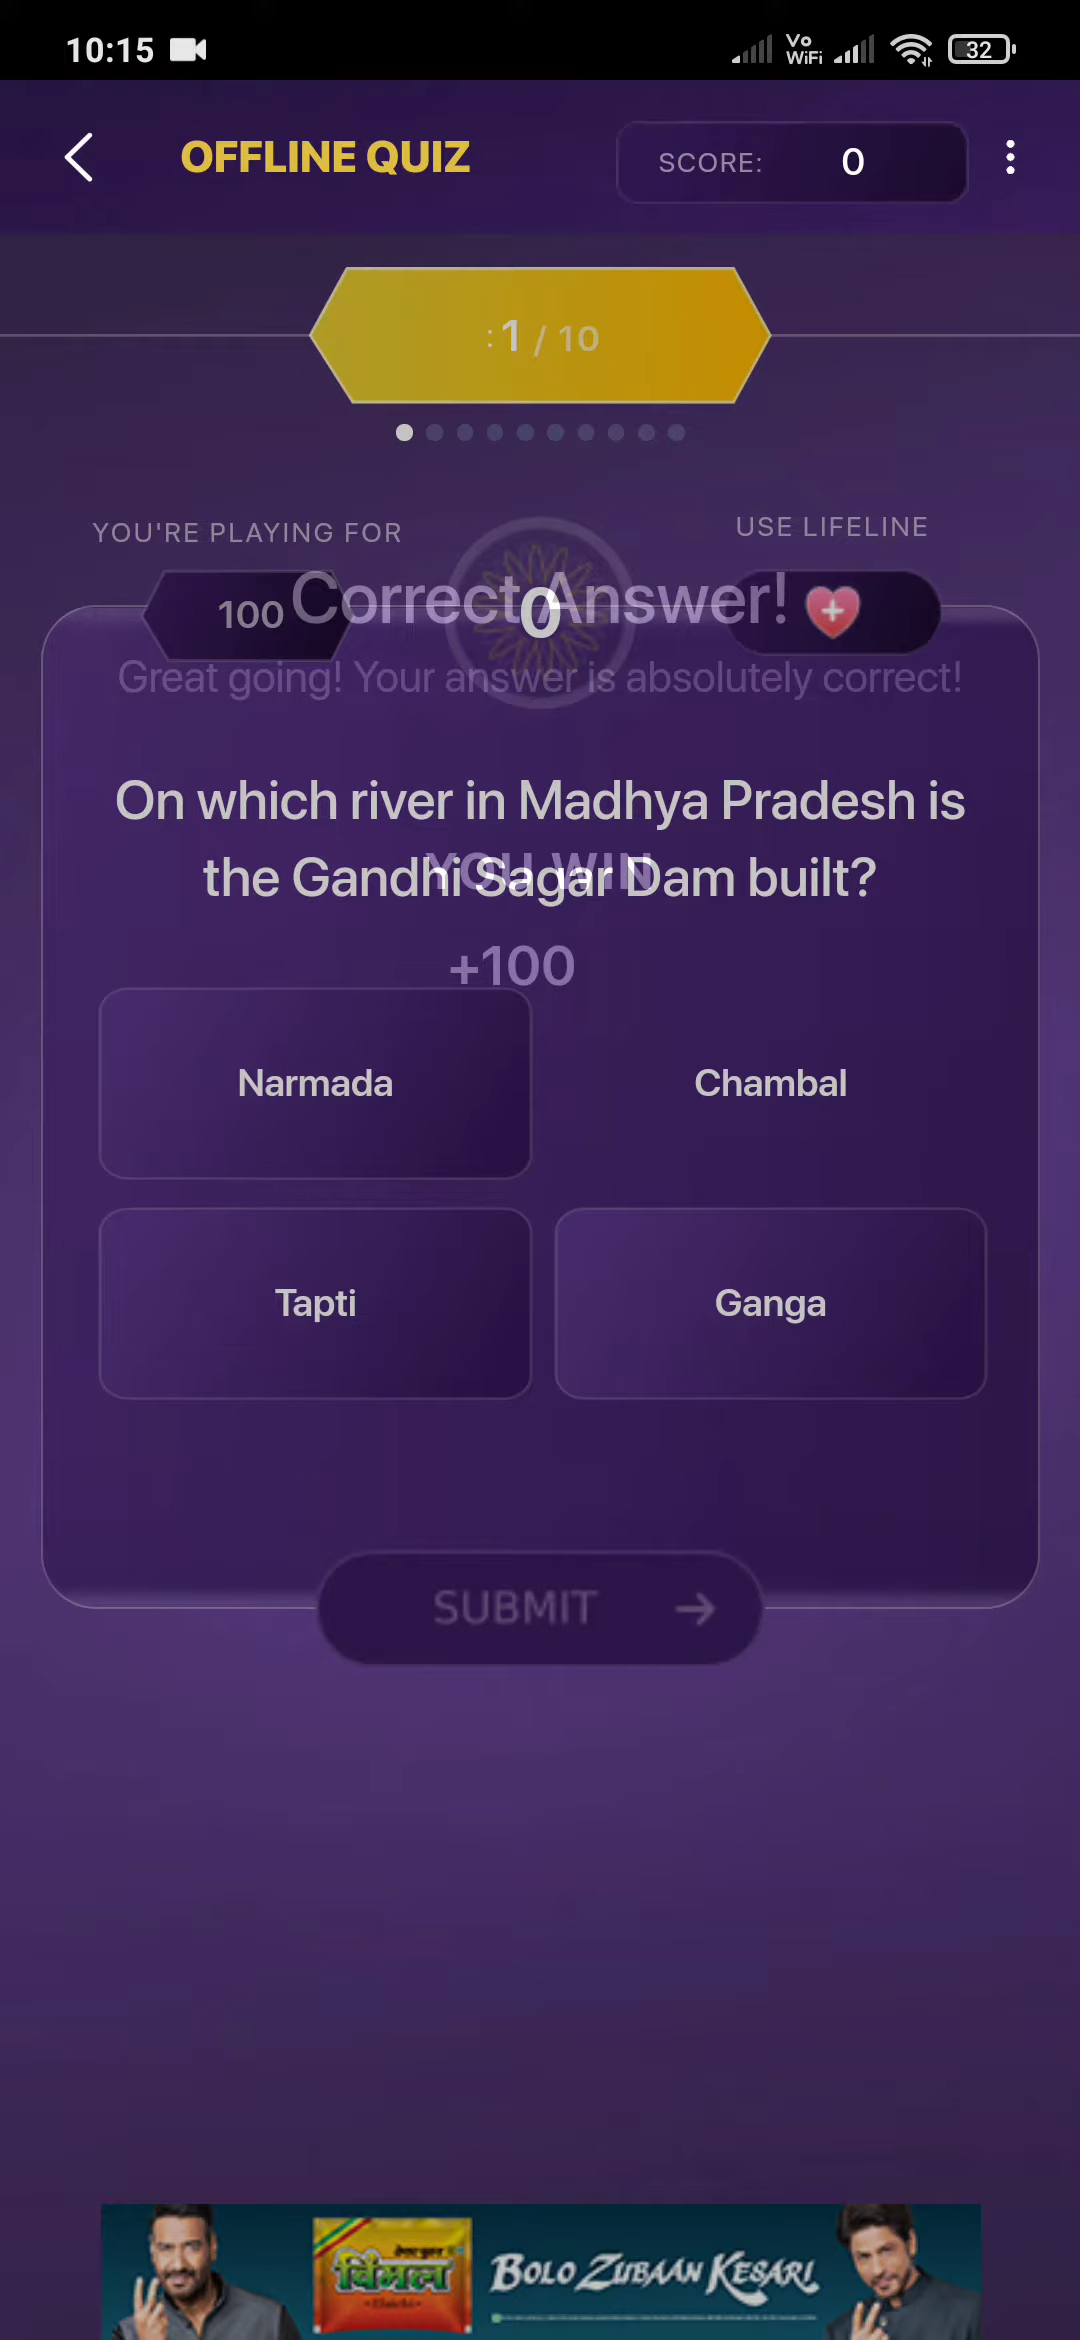 10:15
Vo
WiFi
32
OFFLINE QUIZ
SCORE: 0
: 1 / 10
YOU'RE PLAYING FOR
USE LIFELINE
100
0
Correct Answer!
Great going! Your answer is absolutely correct!
On which river in Madhya Pradesh is
the Gandhi Sagar Dam built?
YOU WIN
+100
Narmada
Chambal
Tapti
Ganga
SUBMIT
विमल
BOLO ZUBAAN KESARI